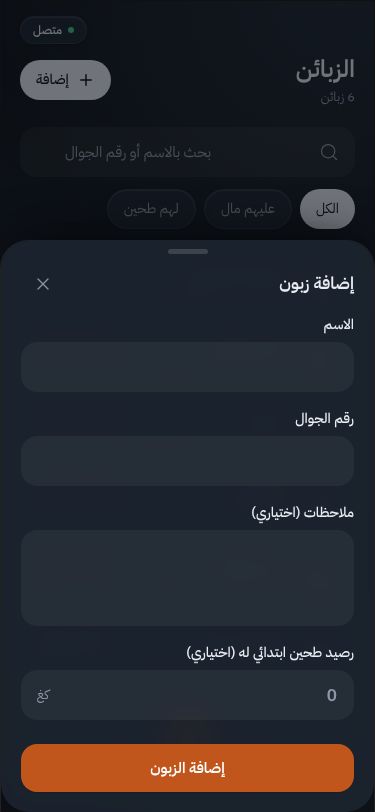 متصل
الزبائن
إضافة
6 زبائن
بحث بالاسم أو رقم الجوال
الكل
عليهم مال
لهم طحين
إضافة زبون
الاسم
رقم الجوال
ملاحظات (اختياري)
رصيد طحين ابتدائي له (اختياري)
0
كغ
إضافة الزبون